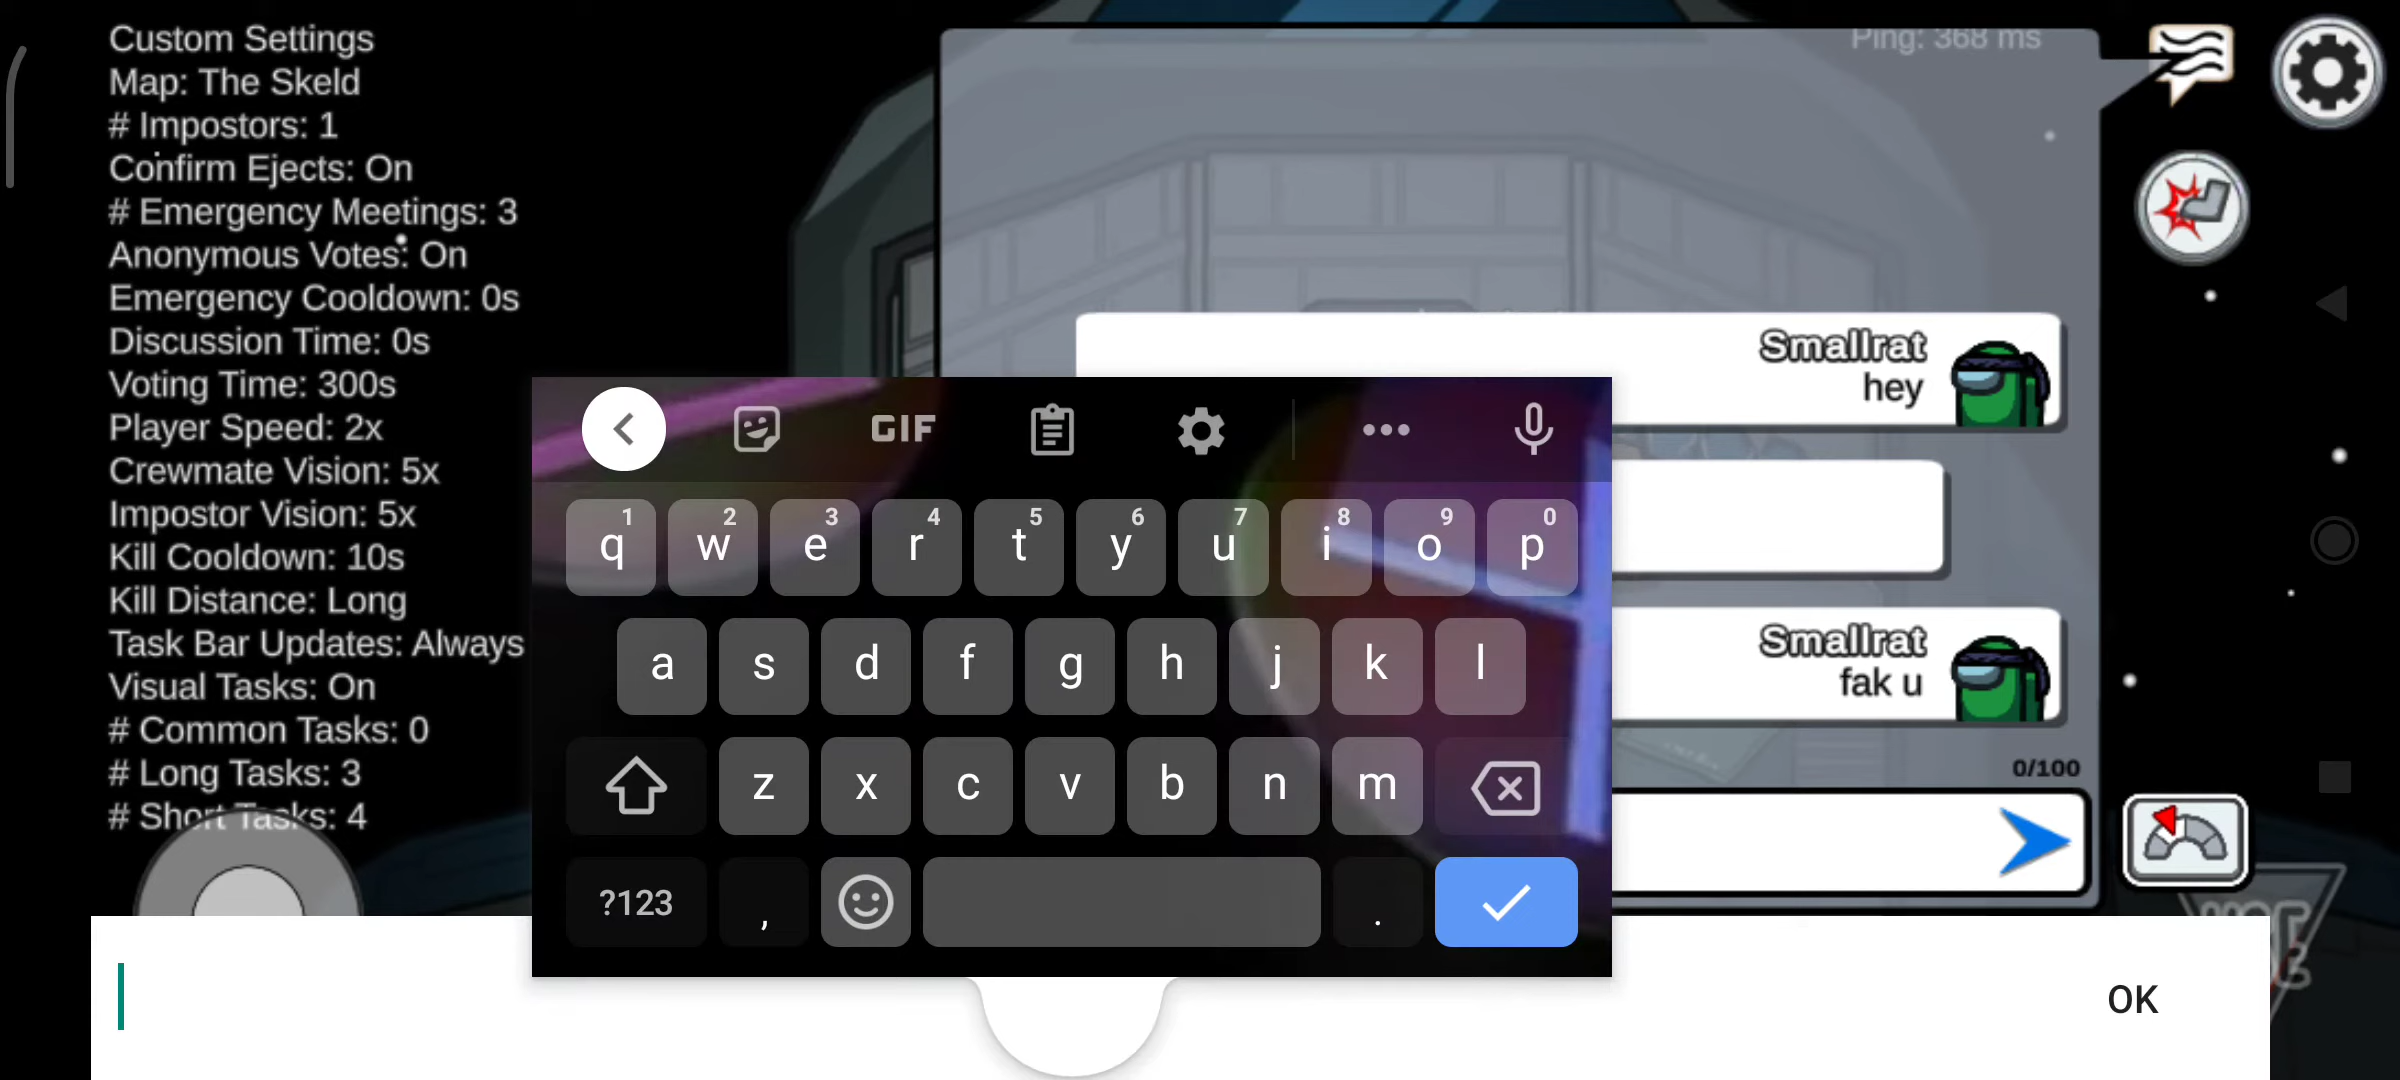 Custom Settings
Map: The Skeld
# Impostors: 1
Confirm Ejects: On
# Emergency Meetings: 3
Anonymous Votes: On
Emergency Cooldown: 0s
Discussion Time: 0s
Voting Time: 300s
Player Speed: 2x
Crewmate Vision: 5x
Impostor Vision: 5x
Kill Cooldown: 10s
Kill Distance: Long
Task Bar Updates: Always
Visual Tasks: On
# Common Tasks: 0
# Long Tasks: 3
# Short Tasks: 4
Ping: 368 ms
Smallrat
hey
Smallrat
fak u
0/100
GIF
1 2 3 4 5 6 7 8 9 0
q w e r t y u i o p
a s d f g h j k l
z x c v b n m
?123 , .
OK